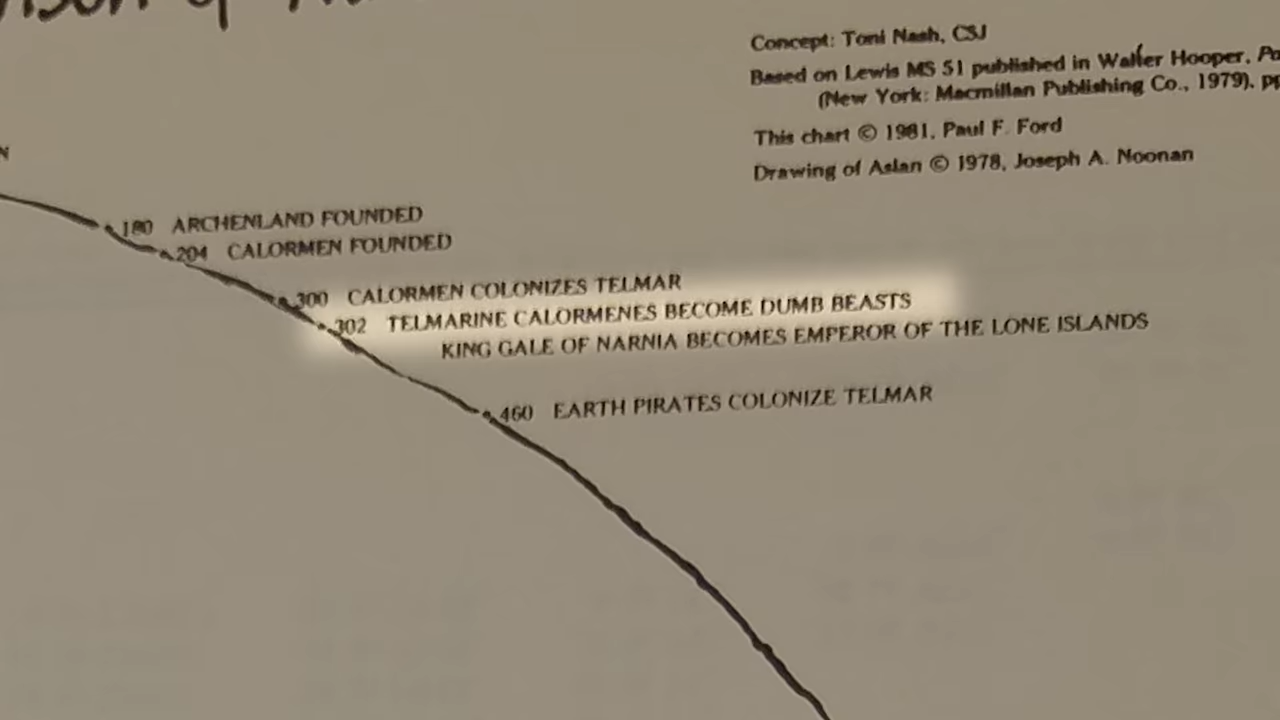 Concept: Toni Nash, CSJ
Based on Lewis MS 51 published in Walter Hooper,
(New York: Macmillan Publishing Co., 1979),
This chart © 1981, Paul F. Ford
Drawing of Aslan © 1978, Joseph A. Noonan
180 ARCHENLAND FOUNDED
204 CALORMEN FOUNDED
300 CALORMEN COLONIZES TELMAR
302 TELMARINE CALORMENES BECOME DUMB BEASTS
KING GALE OF NARNIA BECOMES EMPEROR OF THE LONE ISLANDS
460 EARTH PIRATES COLONIZE TELMAR